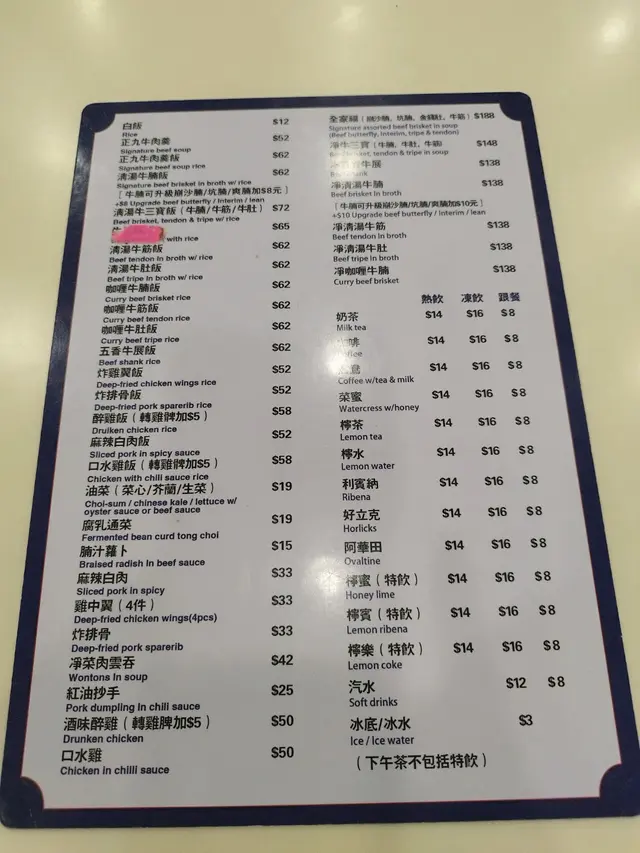 白飯 $12
Rice
正九牛肉羹 $52
Signature beef soup
正九牛肉羹飯 $62
Signature beef soup rice
清湯牛腩飯 $62
Signature beef brisket in broth w/ rice
[ 牛腩可升級崩沙腩/坑腩/爽腩加$8元 ]
+$8 Upgrade beef butterfly / Interim / lean
清湯牛三寶飯 ( 牛腩/牛筋/牛肚 ) $72
Beef brisket, tendon & tripe w/ rice
$65
with rice
清湯牛筋飯 $62
Beef tendon in broth w/ rice
清湯牛肚飯 $62
Beef tripe in broth w/ rice
咖喱牛腩飯 $62
Curry beef brisket rice
咖喱牛筋飯 $62
Curry beef tendon rice
咖喱牛肚飯 $62
Curry beef tripe rice
五香牛展飯 $62
Beef shank rice
炸雞翼飯 $52
Deep-fried chicken wings rice
炸排骨飯 $52
Deep-fried pork sparerib rice
醉雞飯 ( 轉雞髀加$5 ) $58
Drunken chicken rice
麻辣白肉飯 $52
Sliced pork in spicy sauce
口水雞飯 ( 轉雞髀加$5 ) $58
Chicken with chili sauce rice
油菜 ( 菜心/芥蘭/生菜 ) $19
Choi-sum / chinese kale / lettuce w/
oyster sauce or beef sauce
腐乳通菜 $19
Fermented bean curd tong choi
腩汁蘿卜 $15
Braised radish In beef sauce
麻辣白肉 $33
Sliced pork in spicy
雞中翼 ( 4件 ) $33
Deep-fried chicken wings(4pcs)
炸排骨 $33
Deep-fried pork sparerib
淨菜肉雲吞 $42
Wontons In soup
紅油抄手 $25
Pork dumpling in chili sauce
酒味醉雞 ( 轉雞脾加$5 ) $50
Drunken chicken
口水雞 $50
Chicken in chilli sauce
全家福 ( 崩沙腩, 坑腩, 金錢肚, 牛筋 ) $188
Signature assorted beef brisket in soup
(Beef butterfly, Interim, tripe & tendon)
淨牛三寶 ( 牛腩, 牛肚, 牛筋) $148
tendon & tripe in soup
牛展 $138
淨清湯牛腩 $138
Beef brisket In broth
[ 牛腩可升級崩沙腩/坑腩/爽腩加$10元 ]
+$10 Upgrade beef butterfly / Interim / lean
淨清湯牛筋 $138
Beef tendon In broth
淨清湯牛肚 $138
Beef tripe In broth
淨咖喱牛腩 $138
Curry beef brisket
熱飲 凍飲 跟餐
奶茶 $14 $16 $8
Milk tea
啡 $14 $16 $8
鴦 $14 $16 $8
Coffee w/tea & milk
菜蜜 $14 $16 $8
Watercress w/honey
檸茶 $14 $16 $8
Lemon tea
檸水 $14 $16 $8
Lemon water
利賓納 $14 $16 $8
Ribena
好立克 $14 $16 $8
Horlicks
阿華田 $14 $16 $8
Ovaltine
檸蜜 ( 特飲 ) $14 $16 $8
Honey lime
檸賓 ( 特飲 ) $14 $16 $8
Lemon ribena
檸樂 ( 特飲 ) $14 $16 $8
Lemon coke
汽水 $12 $8
Soft drinks
冰底/冰水 $3
Ice / Ice water
( 下午茶不包括特飲 )